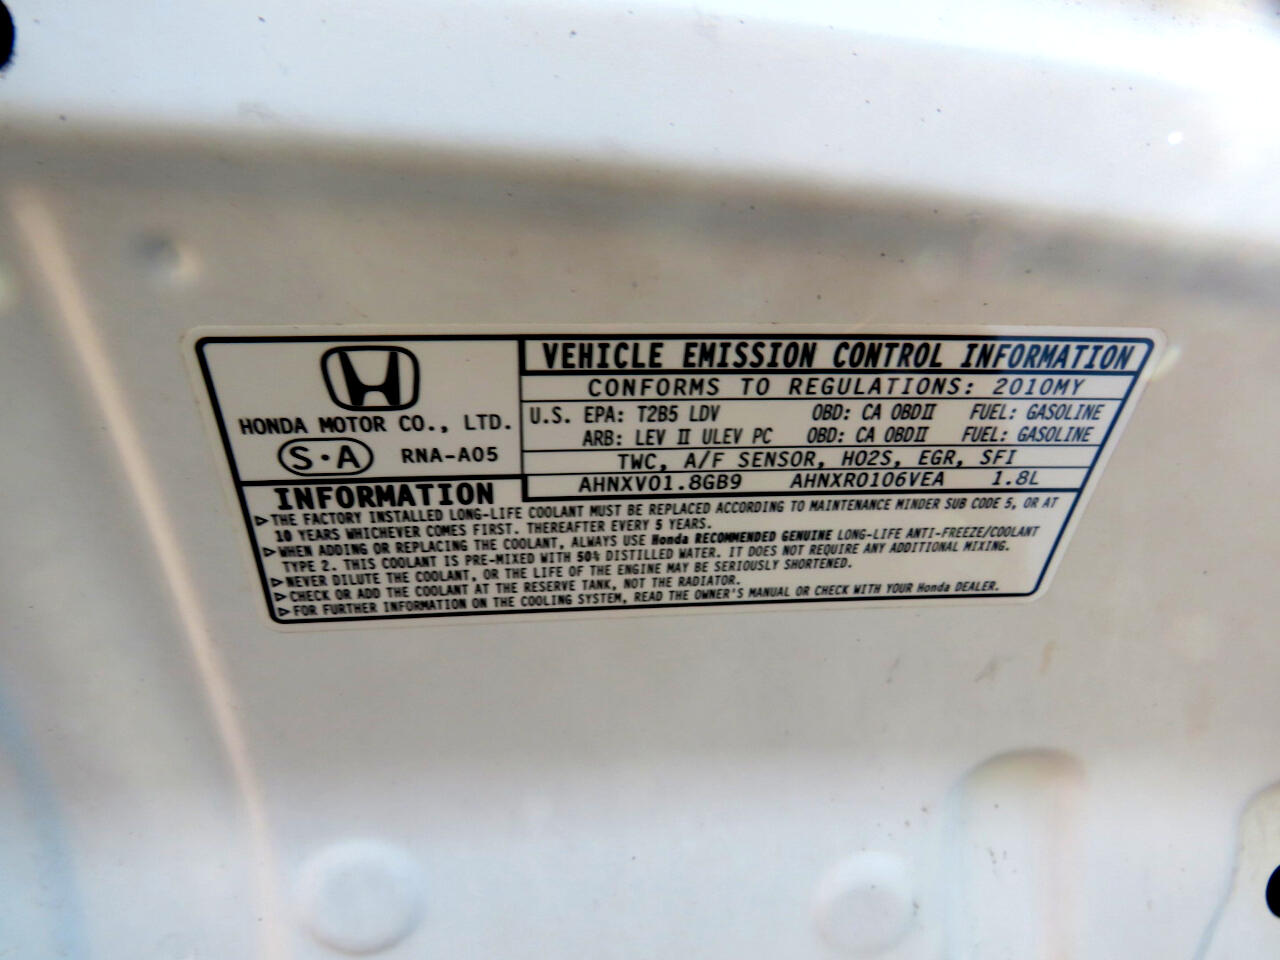 VEHICLE EMISSION CONTROL INFORMATION
CONFORMS TO REGULATIONS: 2010MY
HONDA MOTOR CO., LTD.
U.S. EPA: T2B5 LDV OBD: CA OBDⅡ FUEL: GASOLINE
ARB: LEV Ⅱ ULEV PC OBD: CA OBDⅡ FUEL: GASOLINE
S·A RNA-A05
TWC, A/F SENSOR, HO2S, EGR, SFI
AHNXV01.8GB9 AHNXR0106VEA 1.8L
INFORMATION
▷THE FACTORY INSTALLED LONG-LIFE COOLANT MUST BE REPLACED ACCORDING TO MAINTENANCE MINDER SUB CODE 5, OR AT
10 YEARS WHICHEVER COMES FIRST. THEREAFTER EVERY 5 YEARS.
▷WHEN ADDING OR REPLACING THE COOLANT, ALWAYS USE Honda RECOMMENDED GENUINE LONG-LIFE ANTI-FREEZE/COOLANT
TYPE 2. THIS COOLANT IS PRE-MIXED WITH 50% DISTILLED WATER. IT DOES NOT REQUIRE ANY ADDITIONAL MIXING.
▷NEVER DILUTE THE COOLANT, OR THE LIFE OF THE ENGINE MAY BE SERIOUSLY SHORTENED.
▷CHECK OR ADD THE COOLANT AT THE RESERVE TANK, NOT THE RADIATOR.
▷FOR FURTHER INFORMATION ON THE COOLING SYSTEM, READ THE OWNER'S MANUAL OR CHECK WITH YOUR Honda DEALER.